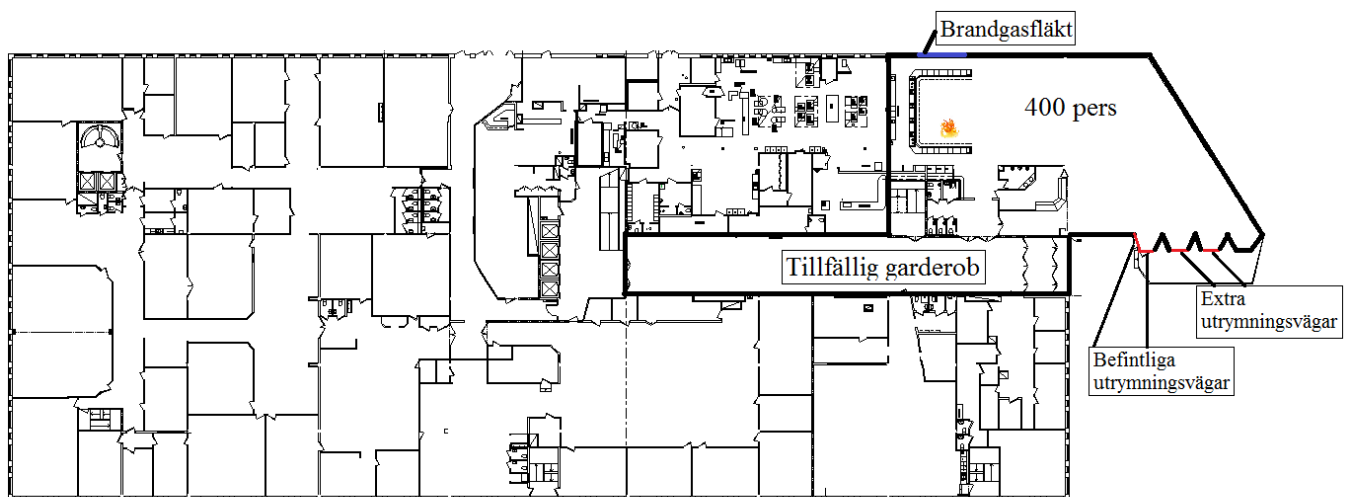 Brandgasfläkt
400 pers
Tillfällig garderob
Extra
utrymningsvägar
Befintliga
utrymningsvägar